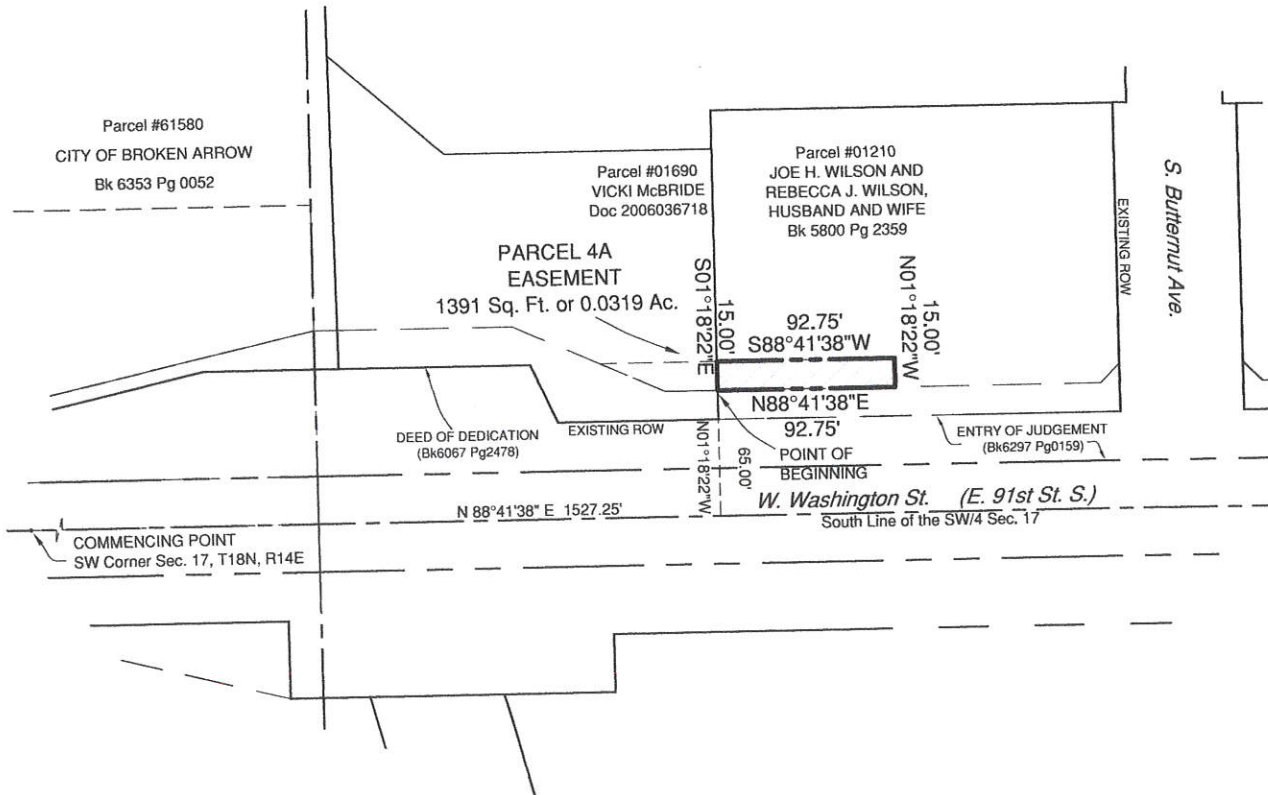 Parcel #61580
CITY OF BROKEN ARROW
Bk 6353 Pg 0052
Parcel #01690
VICKI McBRIDE
Doc 2006036718
Parcel #01210
JOE H. WILSON AND
REBECCA J. WILSON,
HUSBAND AND WIFE
Bk 5800 Pg 2359
EXISTING ROW
S. Butternut Ave.
PARCEL 4A
EASEMENT
1391 Sq. Ft. or 0.0319 Ac.
S01°18'22"E
15.00'
92.75'
S88°41'38"W
N01°18'22"W
15.00'
N88°41'38"E
92.75'
DEED OF DEDICATION
(Bk6067 Pg2478)
EXISTING ROW
N01°18'22"W
65.00'
POINT OF
BEGINNING
ENTRY OF JUDGEMENT
(Bk6297 Pg0159)
W. Washington St. (E. 91st St. S.)
N 88°41'38" E 1527.25'
South Line of the SW/4 Sec. 17
COMMENCING POINT
SW Corner Sec. 17, T18N, R14E